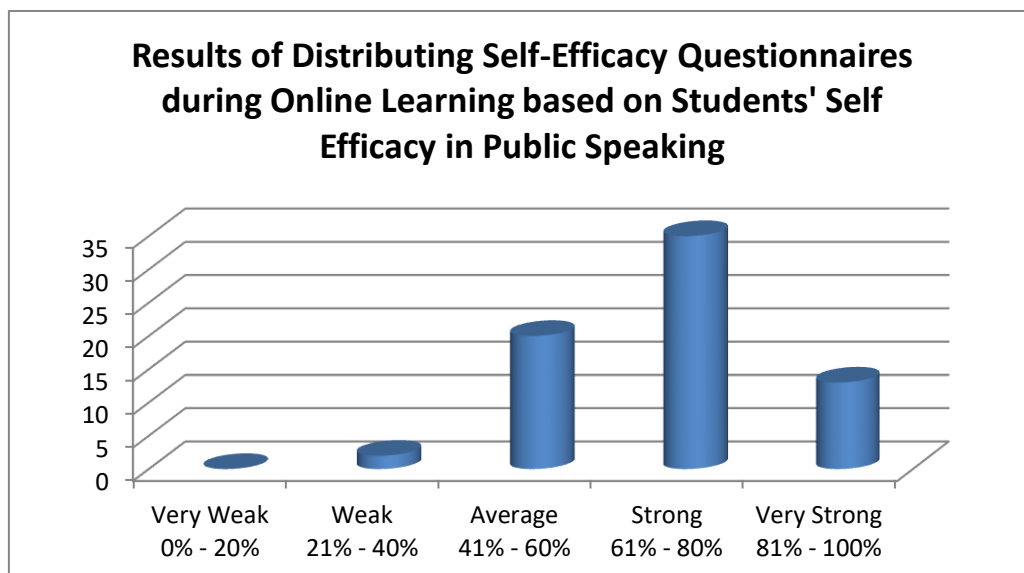 Results of Distributing Self-Efficacy Questionnaires
during Online Learning based on Students' Self
Efficacy in Public Speaking
35
30
25
20
15
10
5
0
Very Weak Weak Average Strong Very Strong
0% - 20% 21% - 40% 41% - 60% 61% - 80% 81% - 100%